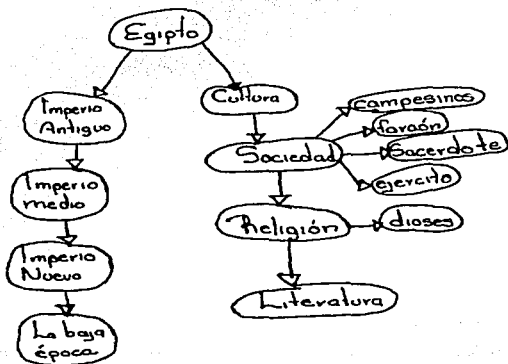 Egipto
Imperio
Antiguo
Cultura
campesinos
faraón
Sociedad
Sacerdote
ejercito
Imperio
medio
Religión
dioses
Imperio
Nuevo
Literatura
La baja
época